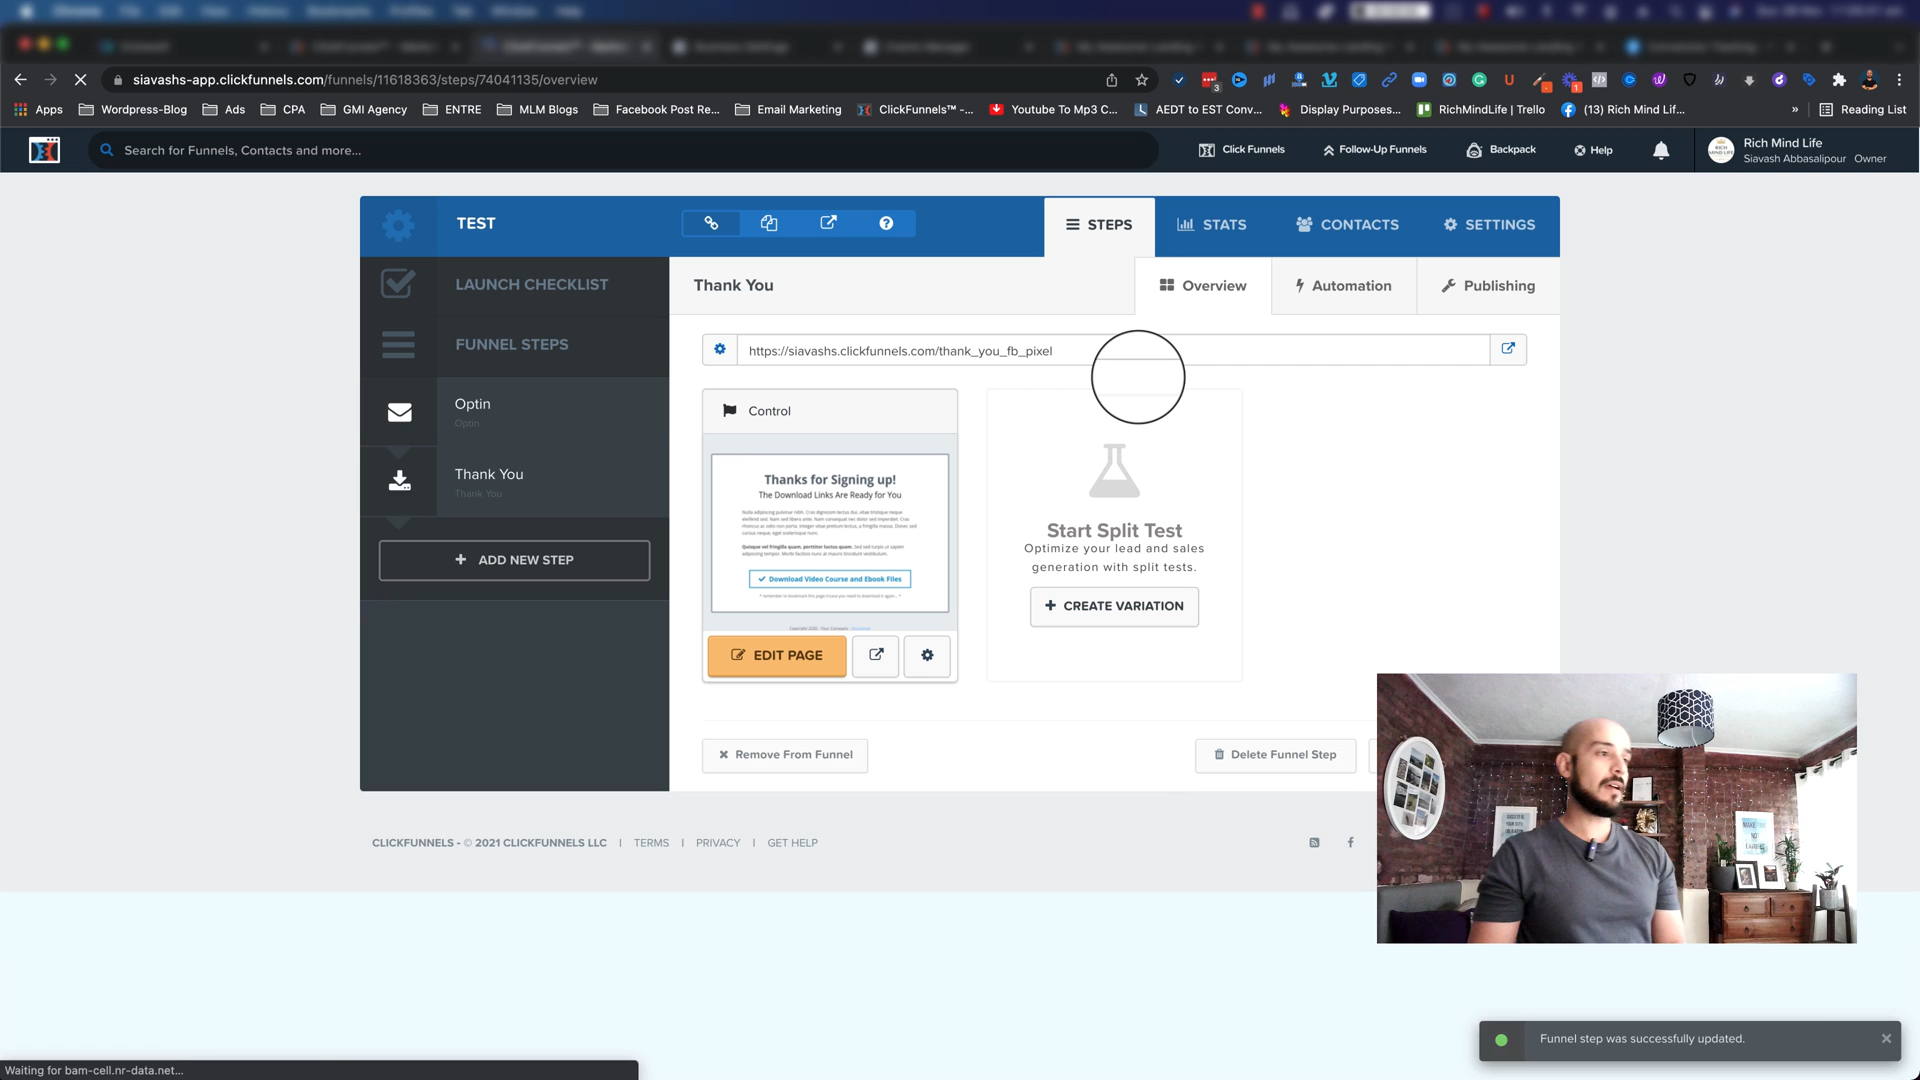 siavashs-app.clickfunnels.com/funnels/11618363/steps/74041135/overview
Apps
Wordpress-Blog
Ads
CPA
GMI Agency
ENTRE
MLM Blogs
Facebook Post Re...
Email Marketing
ClickFunnels™ -...
Youtube To Mp3 C...
AEDT to EST Conv...
Display Purposes...
RichMindLife | Trello
(13) Rich Mind Lif...
»
Reading List
Search for Funnels, Contacts and more...
Click Funnels
Follow-Up Funnels
Backpack
Help
Rich Mind Life
Siavash Abbasalipour Owner
TEST
STEPS
STATS
CONTACTS
SETTINGS
LAUNCH CHECKLIST
FUNNEL STEPS
Optin
Optin
Thank You
Thank You
+ ADD NEW STEP
Thank You
Overview
Automation
Publishing
https://siavashs.clickfunnels.com/thank_you_fb_pixel
Control
Thanks for Signing up!
The Download Links Are Ready for You
Download Video Course and Ebook Files
EDIT PAGE
Start Split Test
Optimize your lead and sales
generation with split tests.
+ CREATE VARIATION
Remove From Funnel
Delete Funnel Step
CLICKFUNNELS - © 2021 CLICKFUNNELS LLC | TERMS | PRIVACY | GET HELP
Funnel step was successfully updated.
Waiting for bam-cell.nr-data.net...